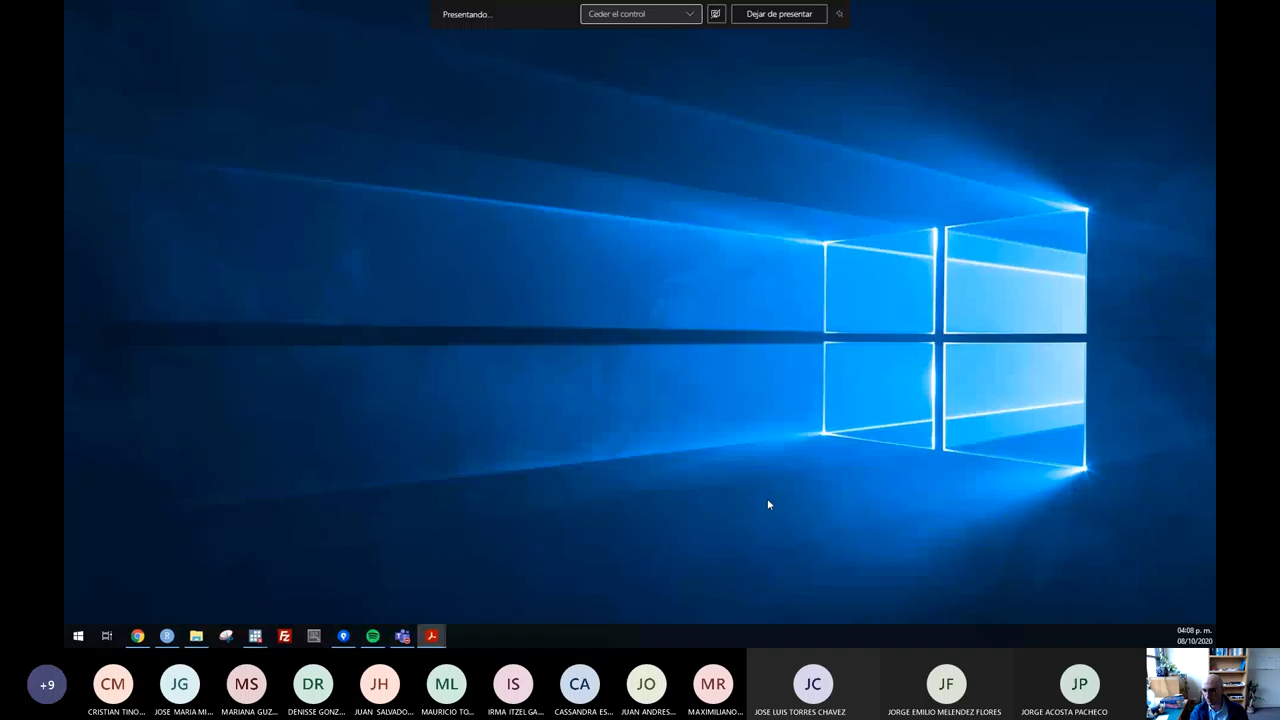 Presentando...
Ceder el control
Dejar de presentar
04:08 p. m.
08/10/2020
+9
CM
JG
MS
DR
JH
ML
IS
CA
JO
MR
JC
JF
JP
CRISTIAN TINO...
JOSE MARIA MI...
MARIANA GUZ...
DENISSE GONZ...
JUAN SALVADO...
MAURICIO TO...
IRMA ITZEL GA...
CASSANDRA ES...
JUAN ANDRES...
MAXIMILIANO...
JOSE LUIS TORRES CHAVEZ
JORGE EMILIO MELENDEZ FLORES
JORGE ACOSTA PACHECO